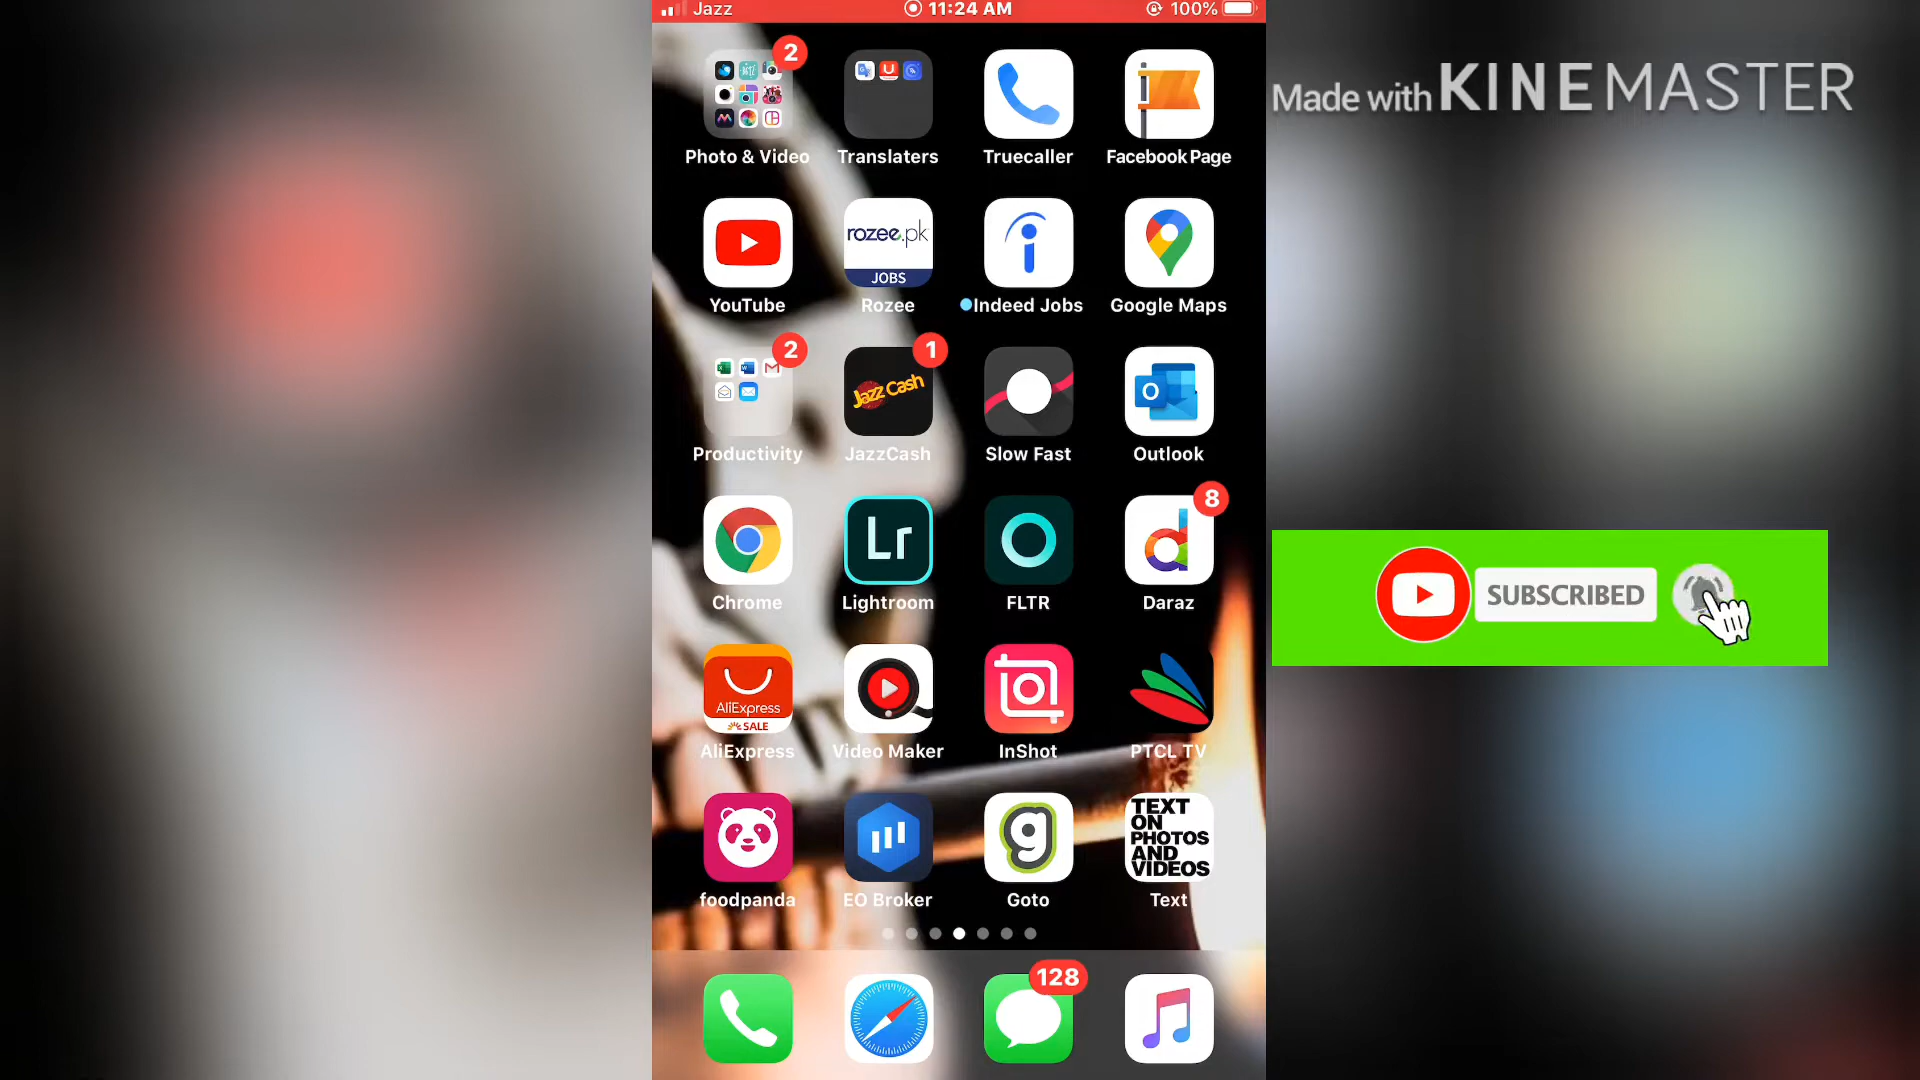 Jazz 11:24 AM 100%
Made with KINEMASTER
2
Photo & Video Translaters Truecaller Facebook Page
rozee.pk
JOBS
YouTube Rozee Indeed Jobs Google Maps
2 1
Jazz Cash
O
Productivity JazzCash Slow Fast Outlook
8
Lr
Chrome Lightroom FLTR Daraz
SUBSCRIBED
AliExpress
SALE
AliExpress Video Maker InShot PTCL TV
g
TEXT
ON
PHOTOS
AND
VIDEOS
foodpanda EO Broker Goto Text
128